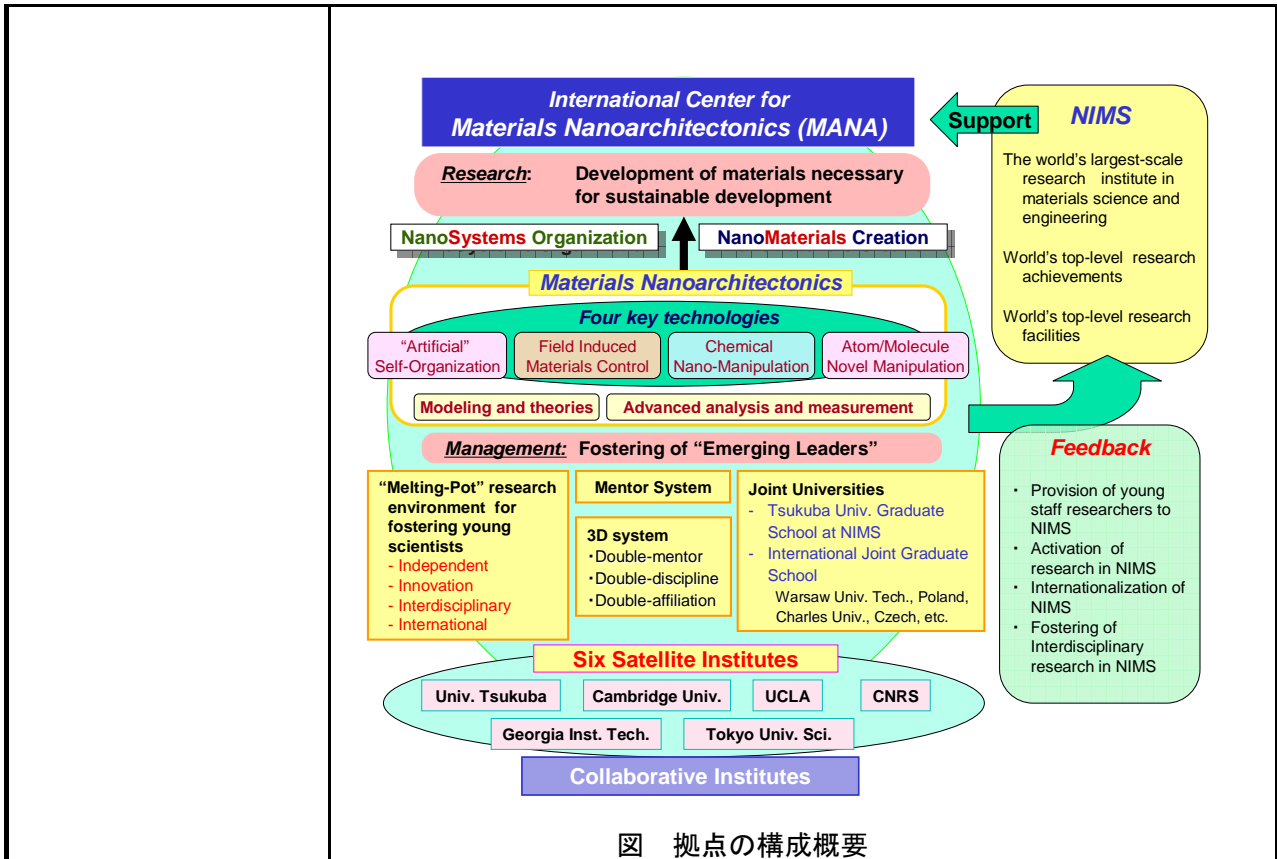 International Center for
Materials Nanoarchitectonics (MANA)
Support
NIMS
The world's largest-scale
research institute in
materials science and
engineering
World's top-level research
achievements
World's top-level research
facilities
Research: Development of materials necessary
for sustainable development
NanoSystems Organization
NanoMaterials Creation
Materials Nanoarchitectonics
Four key technologies
"Artificial"
Self-Organization
Field Induced
Materials Control
Chemical
Nano-Manipulation
Atom/Molecule
Novel Manipulation
Modeling and theories
Advanced analysis and measurement
Management: Fostering of "Emerging Leaders"
"Melting-Pot" research
environment for
fostering young
scientists
- Independent
- Innovation
- Interdisciplinary
- International
Mentor System
3D system
・Double-mentor
・Double-discipline
・Double-affiliation
Joint Universities
- Tsukuba Univ. Graduate
School at NIMS
- International Joint Graduate
School
Warsaw Univ. Tech., Poland,
Charles Univ., Czech, etc.
Feedback
・ Provision of young
staff researchers to
NIMS
・ Activation of
research in NIMS
・ Internationalization of
NIMS
・ Fostering of
Interdisciplinary
research in NIMS
Six Satellite Institutes
Univ. Tsukuba
Cambridge Univ.
UCLA
CNRS
Georgia Inst. Tech.
Tokyo Univ. Sci.
Collaborative Institutes
図 拠点の構成概要